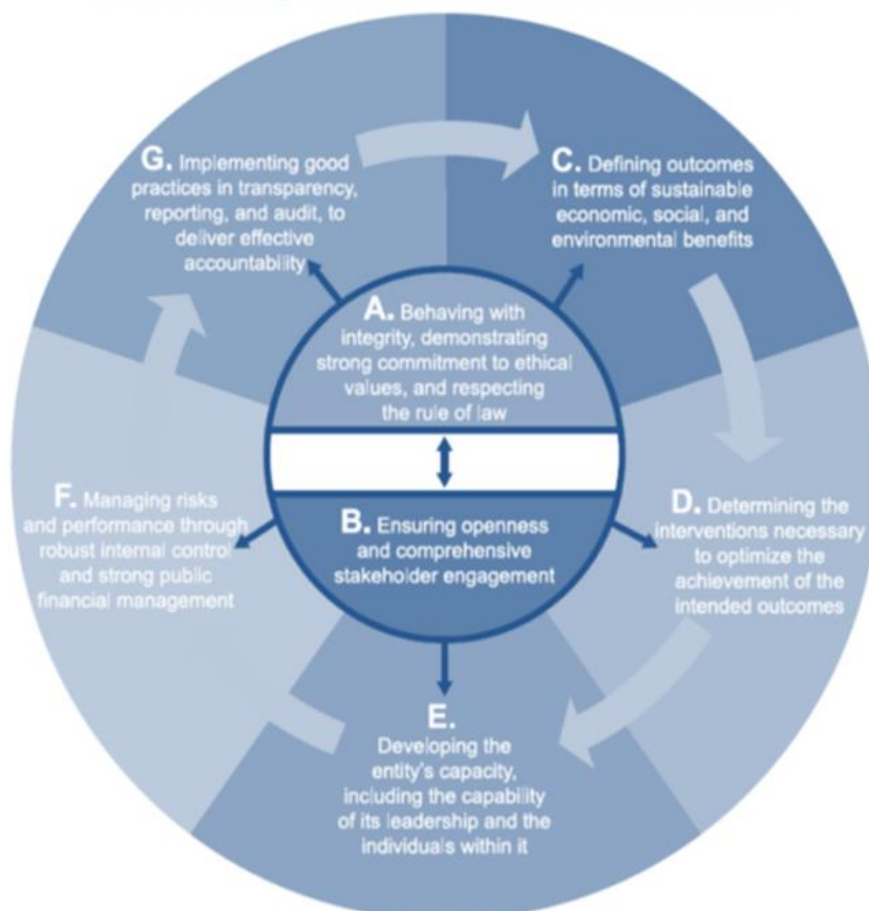 G. Implementing good
practices in transparency,
reporting, and audit, to
deliver effective
accountability
C. Defining outcomes
in terms of sustainable
economic, social, and
environmental benefits
A. Behaving with
integrity, demonstrating
strong commitment to ethical
values, and respecting
the rule of law
F. Managing risks
and performance through
robust internal control
and strong public
financial management
B. Ensuring openness
and comprehensive
stakeholder engagement
D. Determining the
interventions necessary
to optimize the
achievement of the
intended outcomes
E.
Developing the
entity's capacity,
including the capability
of its leadership and the
individuals within it